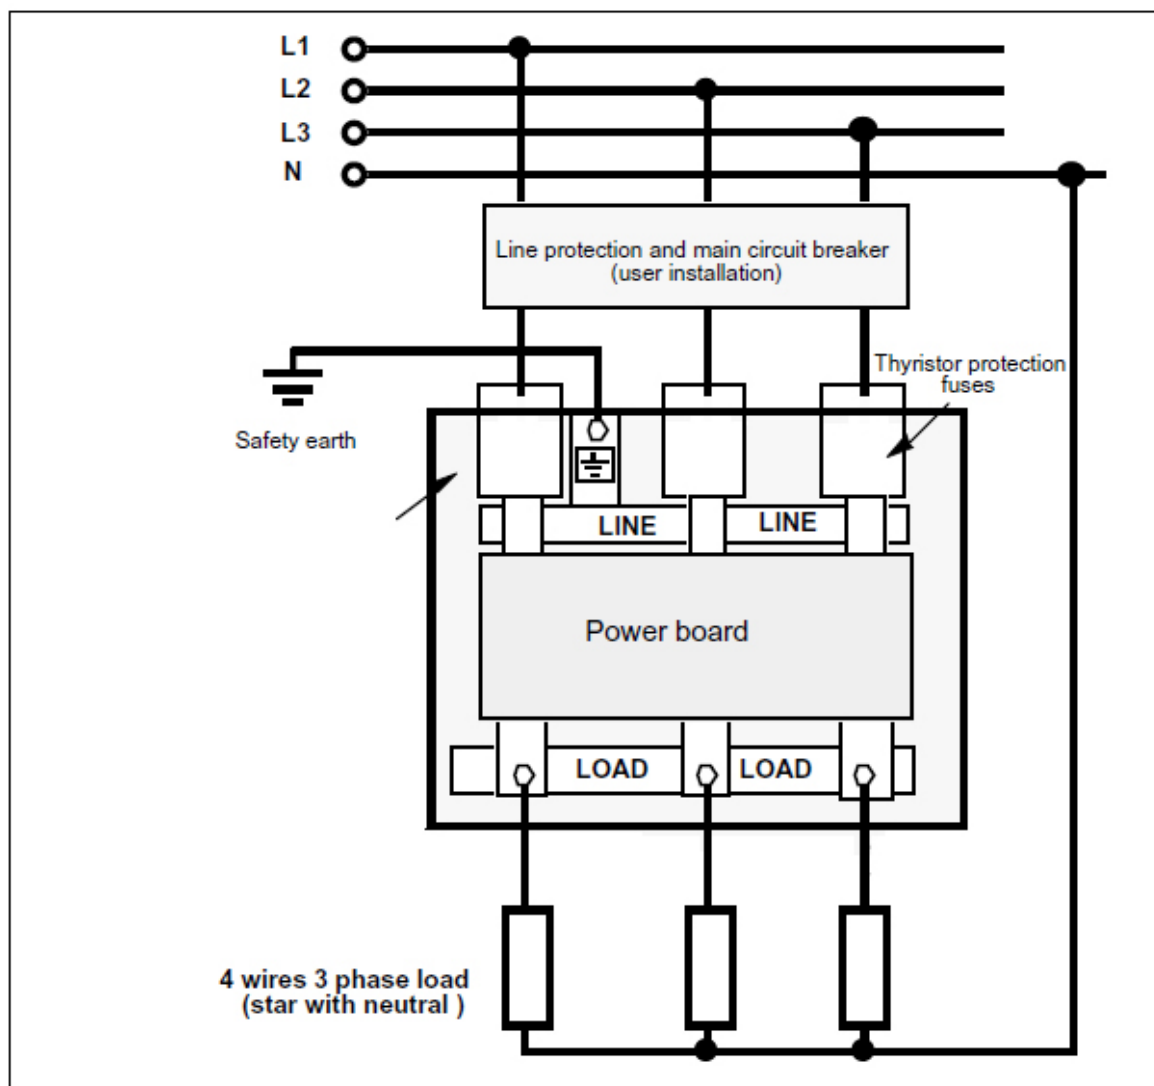 L1
L2
L3
N
Line protection and main circuit breaker
(user installation)
Thyristor protection
fuses
Safety earth
LINE
LINE
Power board
LOAD
LOAD
4 wires 3 phase load
(star with neutral )